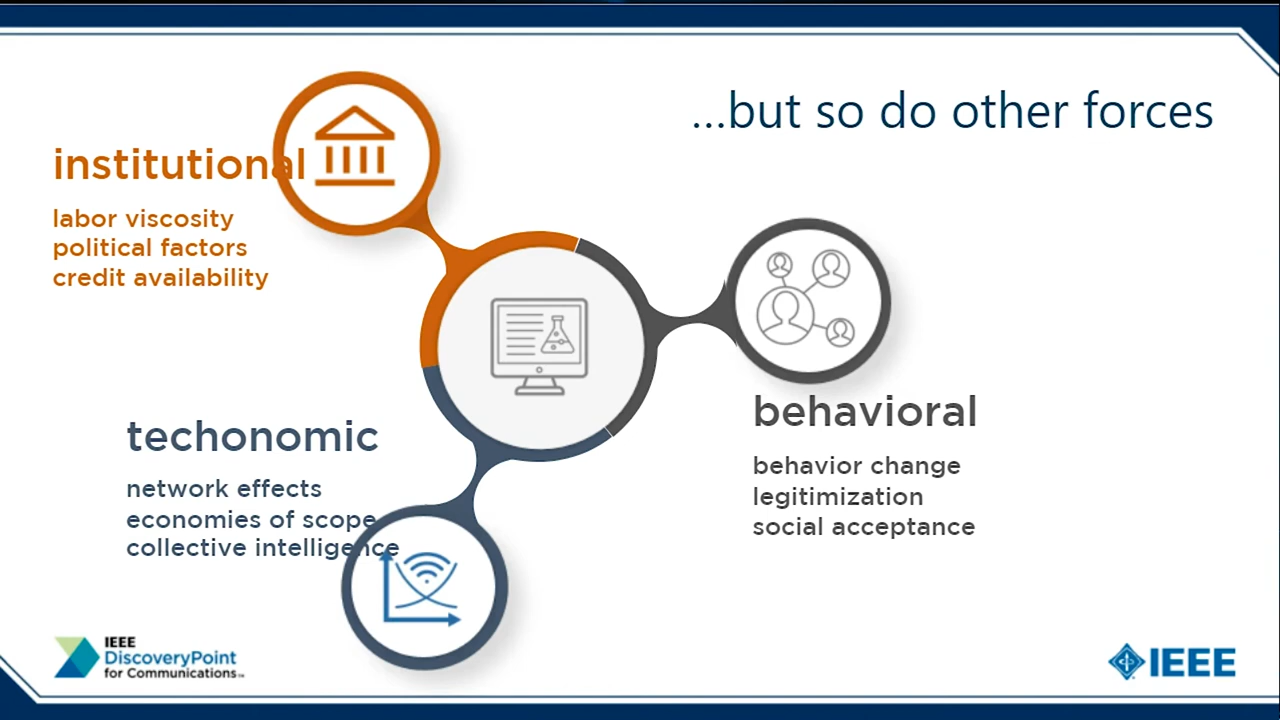 ...but so do other forces
institutional
labor viscosity
political factors
credit availability
techonomic
network effects
economies of scope
collective intelligence
behavioral
behavior change
legitimization
social acceptance
IEEE
DiscoveryPoint
for Communications™
IEEE